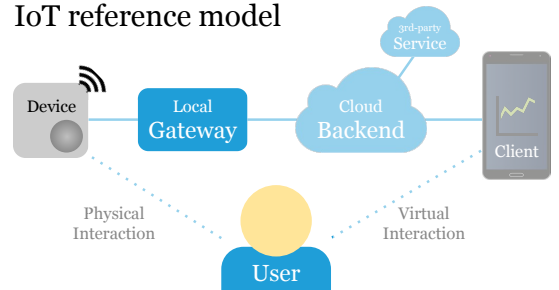 IoT reference model
3rd-party
Service
Device
Local
Gateway
Cloud
Backend
Client
Physical
Interaction
Virtual
Interaction
User